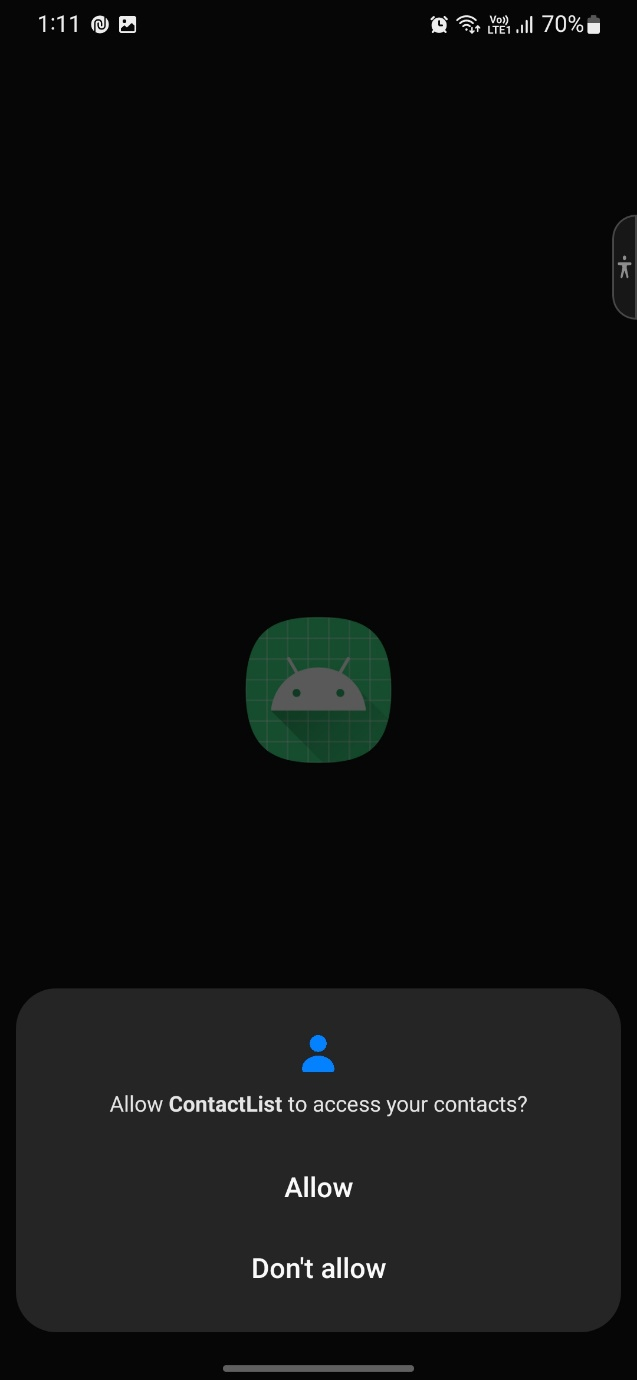 1:11 Vo)) LTE1 70%
Allow ContactList to access your contacts?
Allow
Don't allow